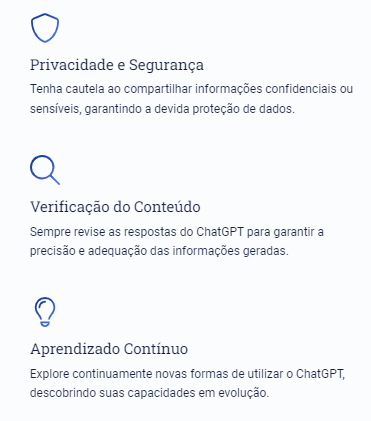 Privacidade e Segurança
Tenha cautela ao compartilhar informações confidenciais ou
sensíveis, garantindo a devida proteção de dados.
Verificação do Conteúdo
Sempre revise as respostas do ChatGPT para garantir a
precisão e adequação das informações geradas.
Aprendizado Contínuo
Explore continuamente novas formas de utilizar o ChatGPT,
descobrindo suas capacidades em evolução.